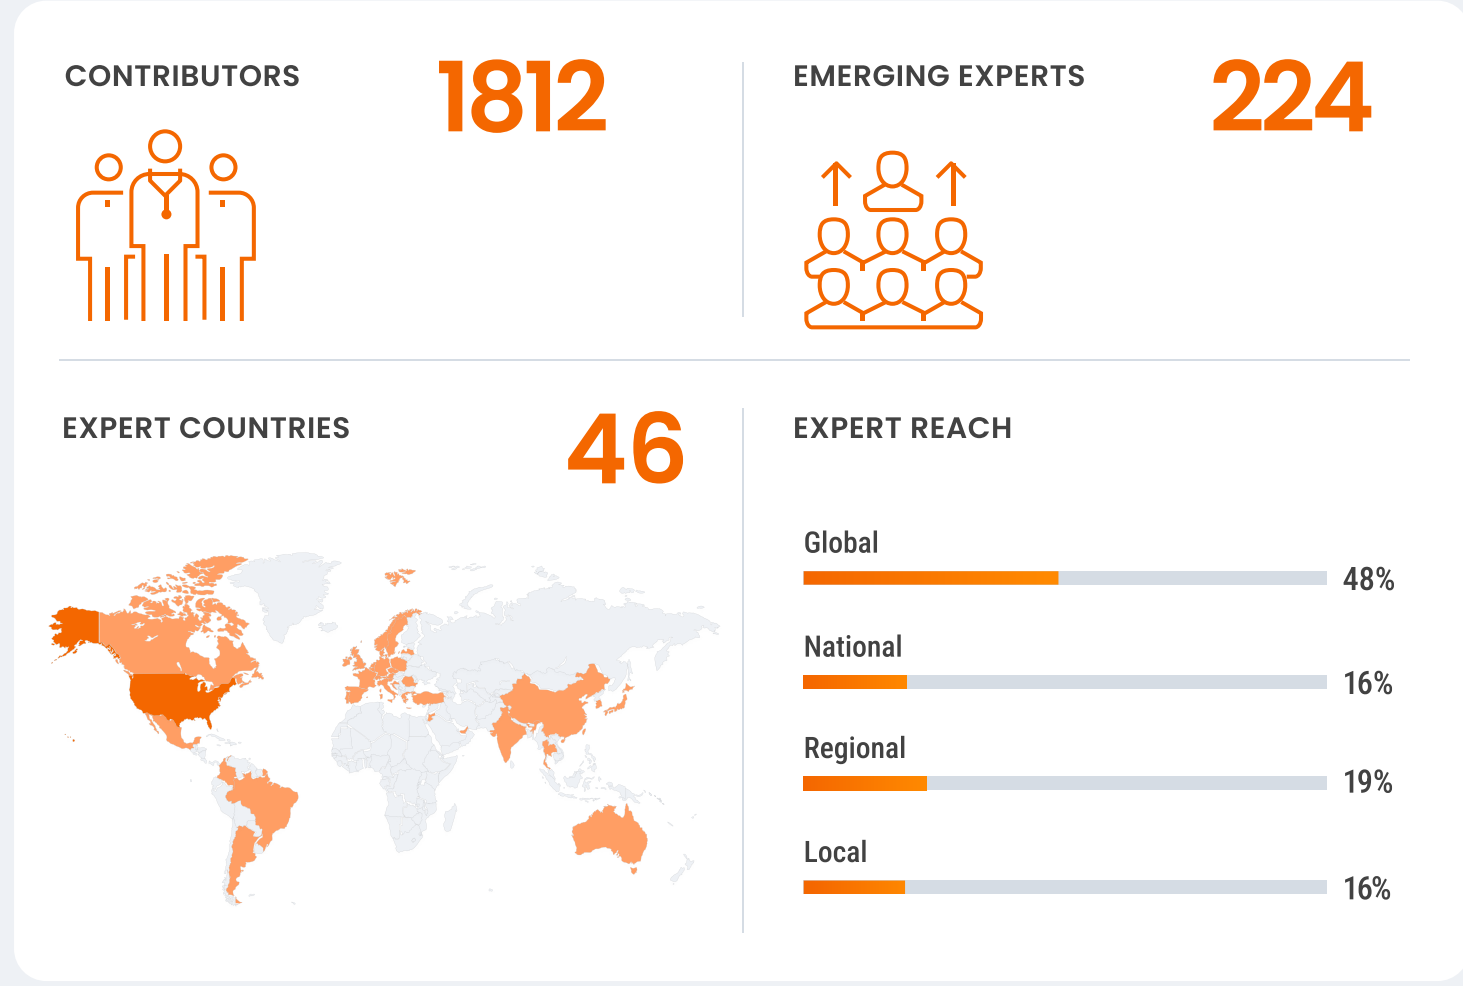 CONTRIBUTORS
1812
EMERGING EXPERTS
224
EXPERT COUNTRIES
46
EXPERT REACH
Global
48%
National
16%
Regional
19%
Local
16%